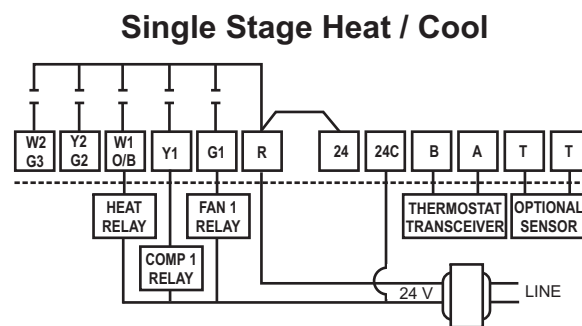 Single Stage Heat / Cool
W2
G3
Y2
G2
W1
O/B
Y1
G1
R
24
24C
B
A
T
T
HEAT
RELAY
FAN 1
RELAY
THERMOSTAT
TRANSCEIVER
OPTIONAL
SENSOR
COMP 1
RELAY
24 V
LINE